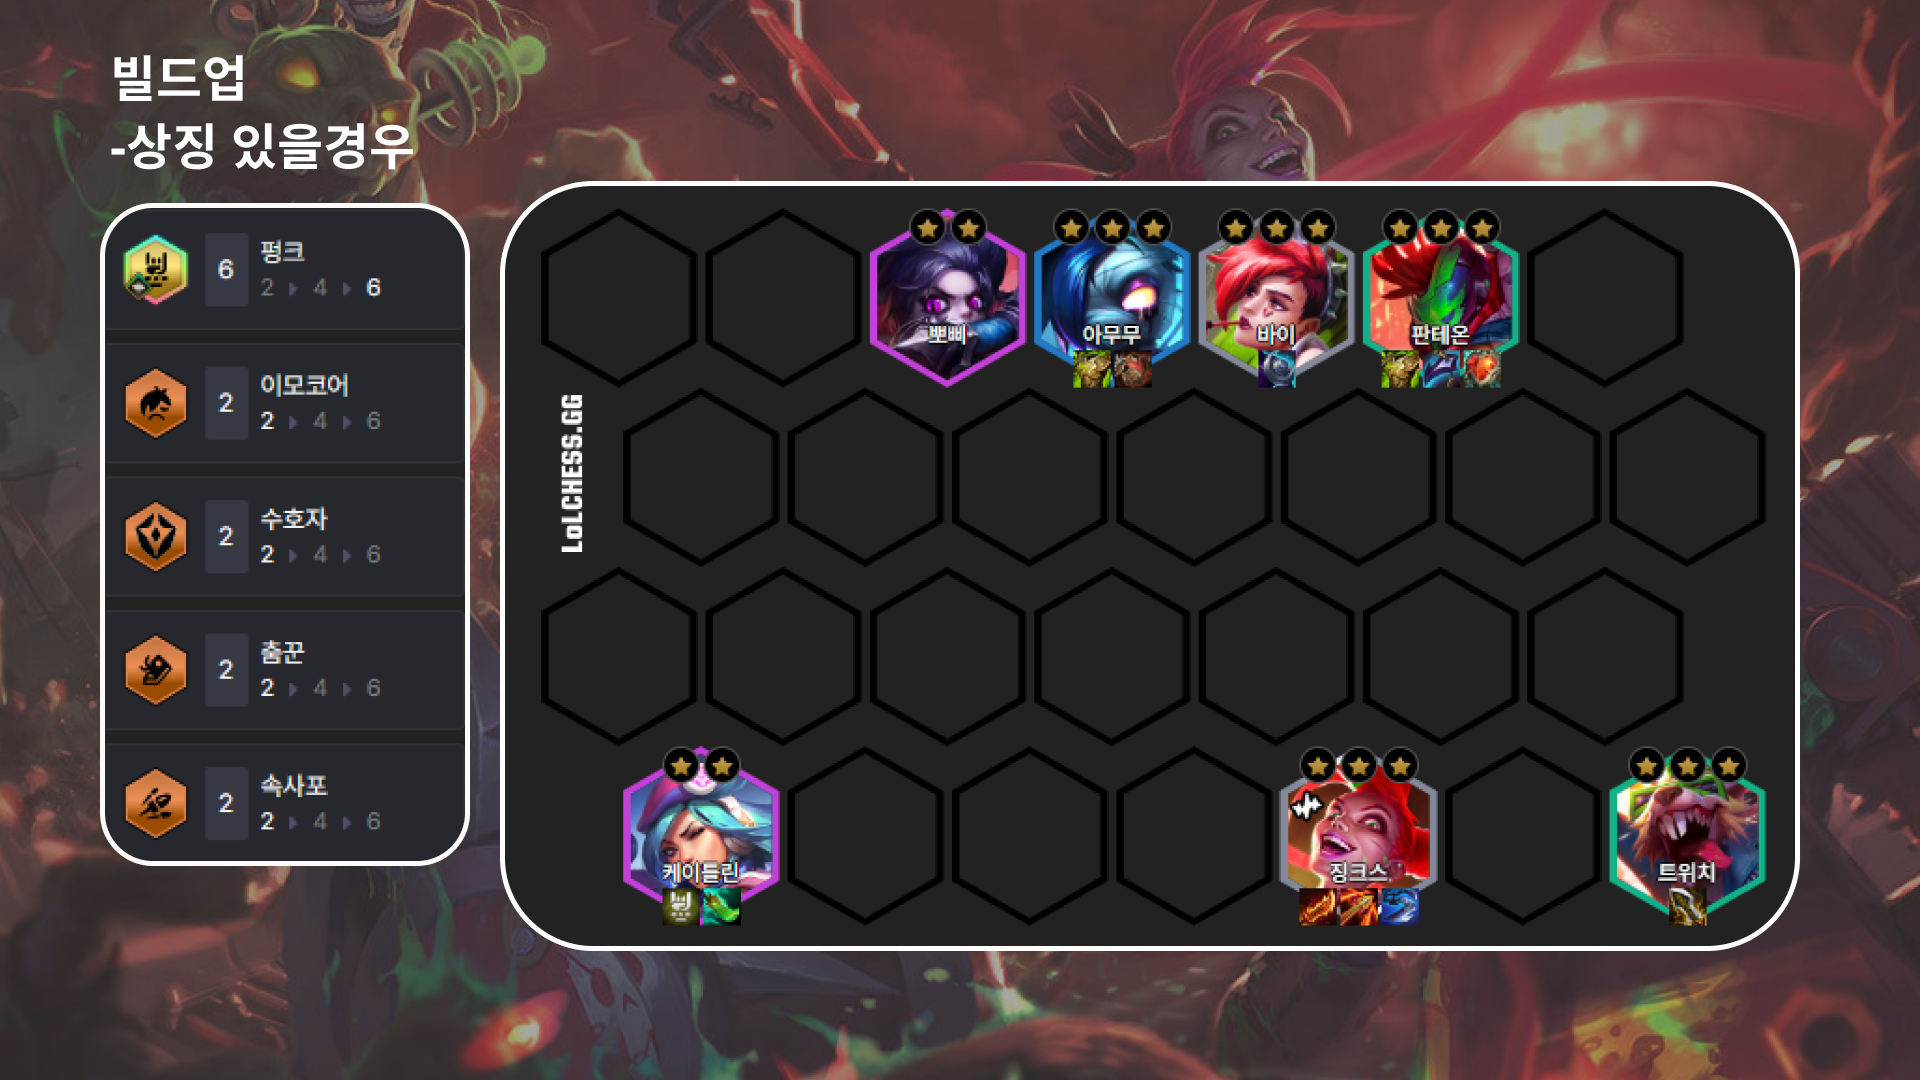 빌드업
-상징 있을경우
6
펑크
2 4 6
2
이모코어
2 4 6
2
수호자
2 4 6
2
춤꾼
2 4 6
2
속사포
2 4 6
LoLCHESS.GG
뽀삐
아무무
바이
판테온
케이틀린
징크스
트위치